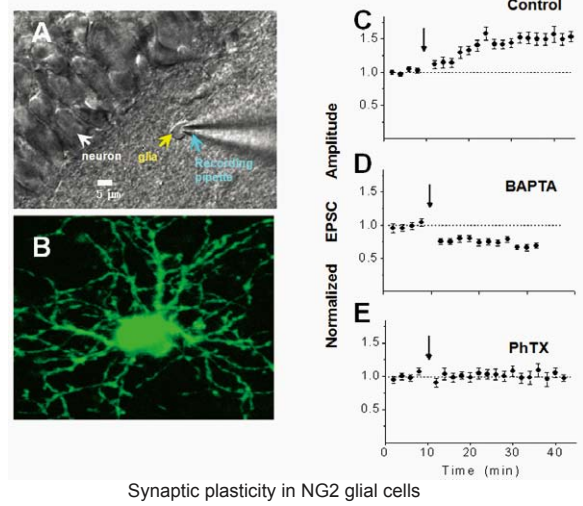 A
neuron
glia
Recording
pipette
5 μm
B
Normalized EPSC Amplitude
C
Control
1.5
1.0
0.5
D
BAPTA
1.5
1.0
0.5
E
PhTX
1.5
1.0
0.5
0 10 20 30 40
Time (min)
Synaptic plasticity in NG2 glial cells